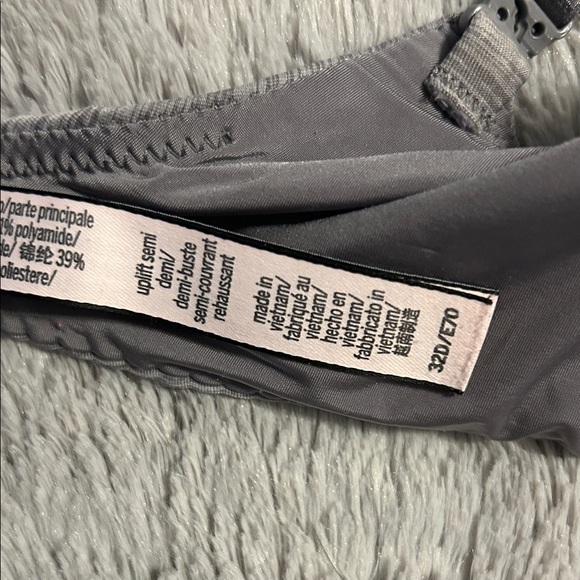 /parte principale
% polyamide/
锦纶 39%
oliestere/
uplift semi
demi/
demi-buste
semi-couvrant
rehaussant
made in
vietnam/
fabriqué au
vietnam/
hecho en
vietnam/
fabbricato in
vietnam/
越南制造
32D/E70